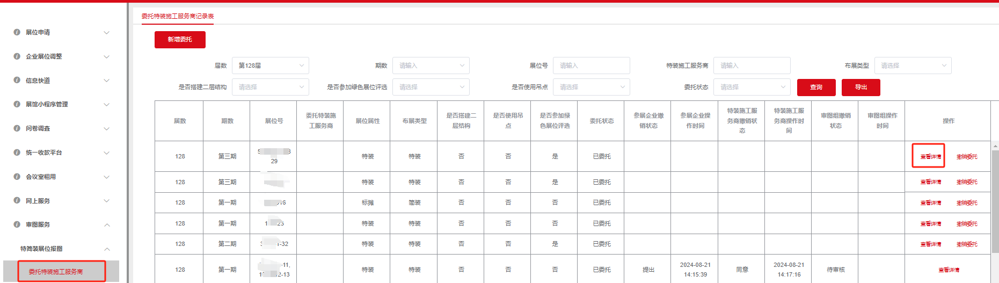 委托特装施工服务商记录表
展位申请
企业展位调整
信息快道
展馆小程序管理
问卷调查
统一收款平台
会议室租用
网上服务
审图服务
特简装展位报图
委托特装施工服务商
新增委托
届数 第128届 期数 请输入 展位号 请输入 特装施工服务商 请输入 布展类型 请选择
是否搭建二层结构 请选择 是否参加绿色展位评选 请选择 是否使用吊点 请选择 委托状态 请选择 查询 导出
届数 期数 展位号 委托特装施工服务商 展位属性 布展类型 是否搭建二层结构 是否使用吊点 是否参加绿色展位评选 委托状态 参展企业撤销状态 参展企业操作时间 特装施工服务商撤销状态 特装施工服务商操作时间 审图组撤销状态 审图组操作时间 操作
128 第三期 29 特装 特装 否 否 是 已委托 查看详情 撤销委托
128 第三期 特装 特装 否 否 是 已委托 查看详情 撤销委托
128 第一期 16 标摊 简装 否 否 否 已委托 查看详情 撤销委托
128 第一期 23 特装 特装 否 否 否 已委托 查看详情 撤销委托
128 第二期 1-32 特装 特装 否 否 是 已委托 查看详情 撤销委托
128 第一期 -11, 2-13 特装 特装 否 否 否 已委托 提出 2024-08-21 14:15:39 同意 2024-08-21 14:17:16 待审核 查看详情